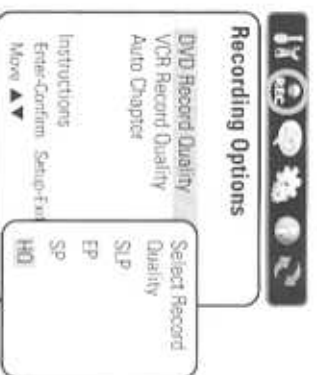 REC
Recording Options
DVD Record Quality
VCR Record Quality
Auto Chapter
Instructions
Enter-Confirm Setup-Exit
Move ▲▼
Select Record
Quality
SLP
EP
SP
HQ